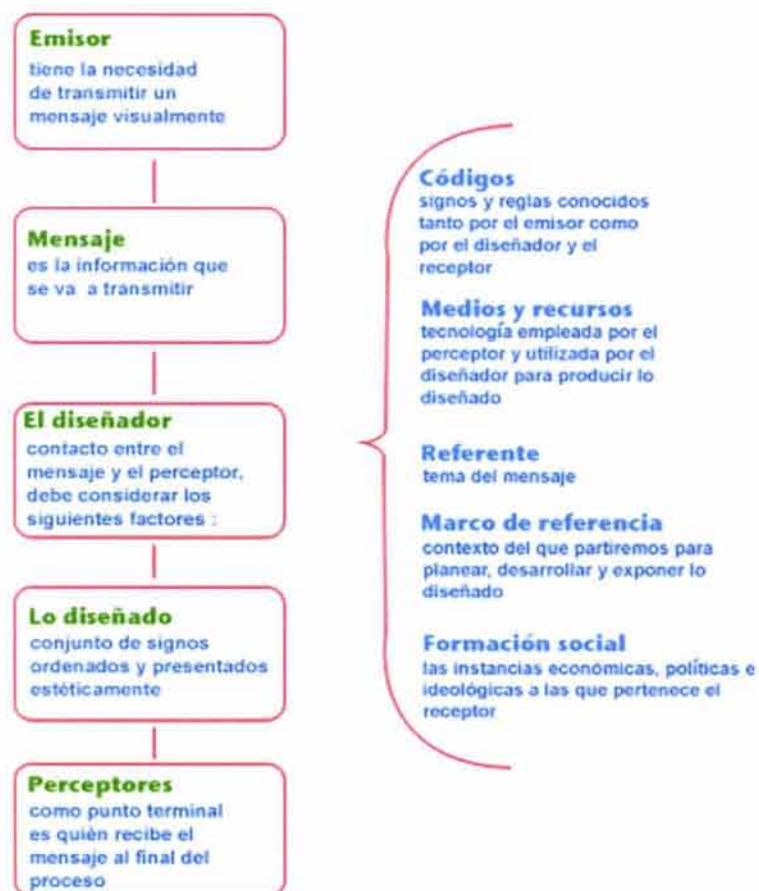 Emisor
tiene la necesidad
de transmitir un
mensaje visualmente
Mensaje
es la información que
se va a transmitir
El diseñador
contacto entre el
mensaje y el perceptor,
debe considerar los
siguientes factores :
Lo diseñado
conjunto de signos
ordenados y presentados
estéticamente
Perceptores
como punto terminal
es quién recibe el
mensaje al final del
proceso
Códigos
signos y reglas conocidos
tanto por el emisor como
por el diseñador y el
receptor
Medios y recursos
tecnología empleada por el
perceptor y utilizada por el
diseñador para producir lo
diseñado
Referente
tema del mensaje
Marco de referencia
contexto del que partiremos para
planear, desarrollar y exponer lo
diseñado
Formación social
las instancias económicas, políticas e
ideológicas a las que pertenece el
receptor